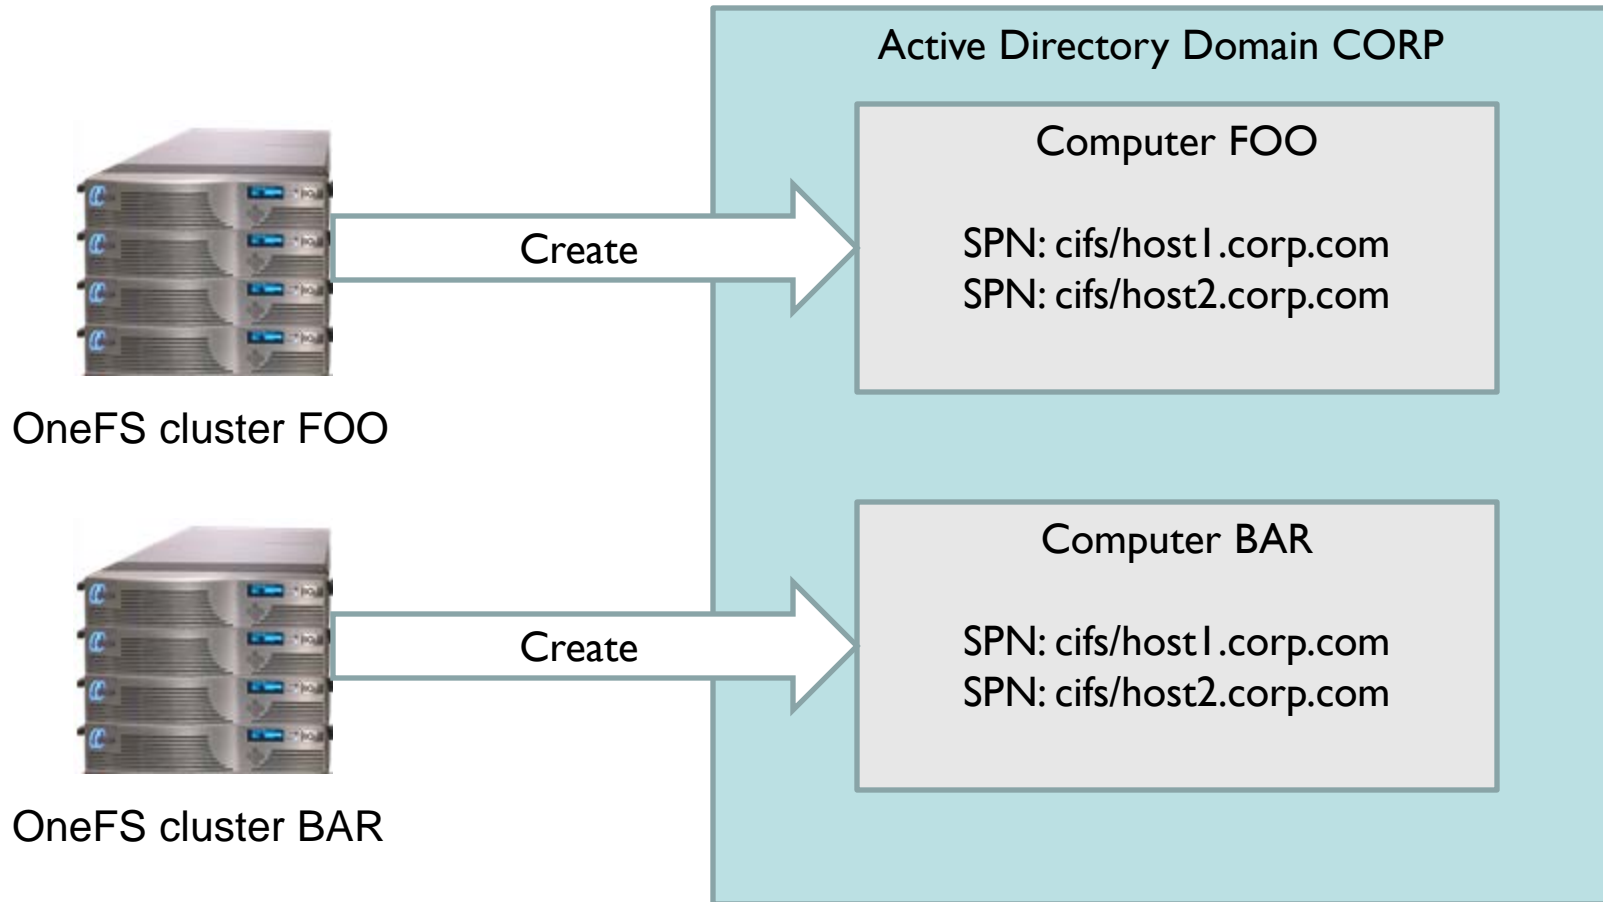 Active Directory Domain CORP
Computer FOO
Create
SPN: cifs/host1.corp.com
SPN: cifs/host2.corp.com
OneFS cluster FOO
Computer BAR
Create
SPN: cifs/host1.corp.com
SPN: cifs/host2.corp.com
OneFS cluster BAR